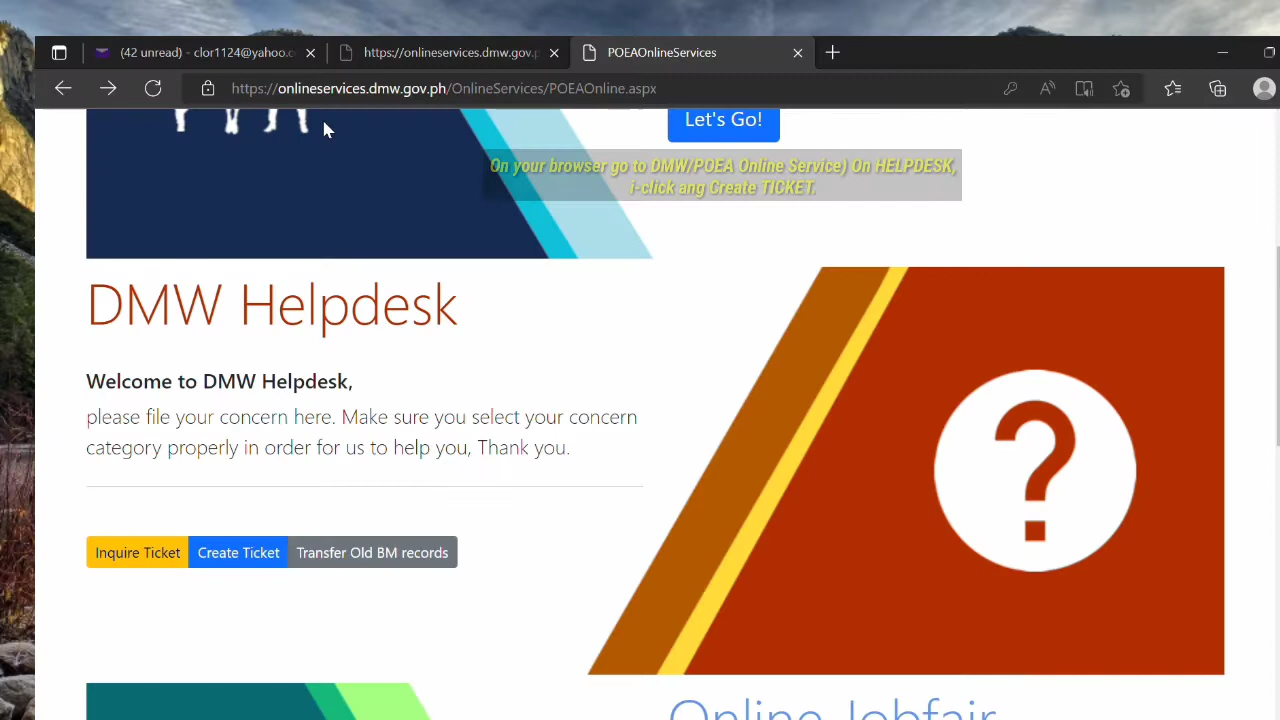 (42 unread) - clor1124@yahoo.c
https://onlineservices.dmw.gov.p
POEAOnlineServices
https://onlineservices.dmw.gov.ph/OnlineServices/POEAOnline.aspx
Let's Go!
On your browser go to DMW/POEA Online Service) On HELPDESK,
i-click ang Create TICKET.
DMW Helpdesk
Welcome to DMW Helpdesk,
please file your concern here. Make sure you select your concern
category properly in order for us to help you, Thank you.
Inquire Ticket
Create Ticket
Transfer Old BM records
Online Jobfair